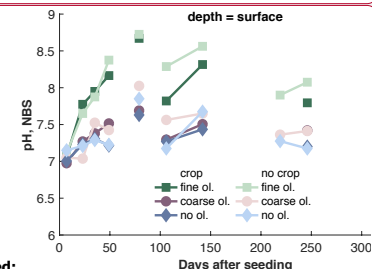 depth = surface
9
8.5
8
7.5
7
6.5
6
pH, NBS
crop no crop
fine ol. fine ol.
coarse ol. coarse ol.
no ol. no ol.
0 50 100 150 200 250 300
Days after seeding
ed: